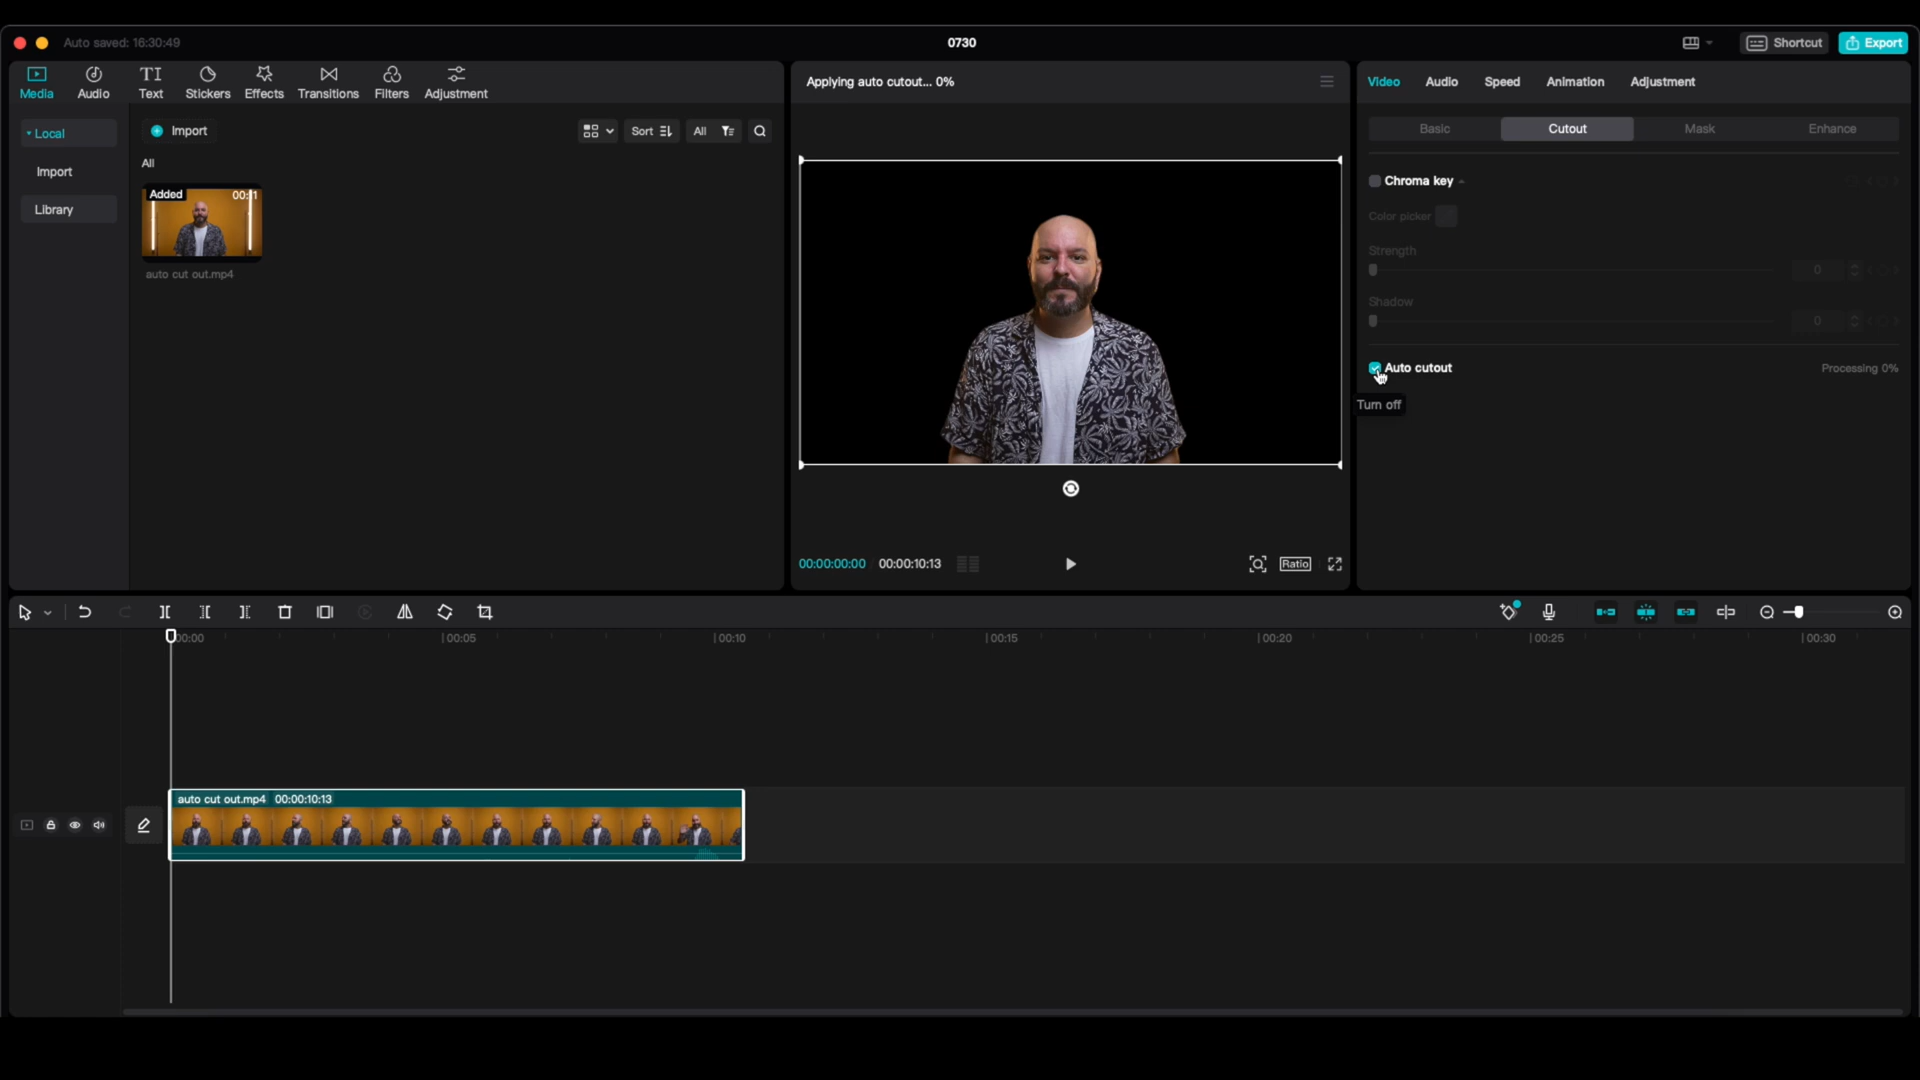 Auto saved: 16:30:49
0730
Shortcut
Export
Media
Audio
Text
Stickers
Effects
Transitions
Filters
Adjustment
Local
Import
Library
Import
Sort
All
All
Added 00:11
auto cut out.mp4
Applying auto cutout... 0%
00:00:00:00 00:00:10:13
Ratio
Video
Audio
Speed
Animation
Adjustment
Basic
Cutout
Mask
Enhance
Chroma key
Color picker
Strength
0
Shadow
0
Auto cutout
Processing 0%
Turn off
00:00
00:05
00:10
00:15
00:20
00:25
00:30
auto cut out.mp4 00:00:10:13